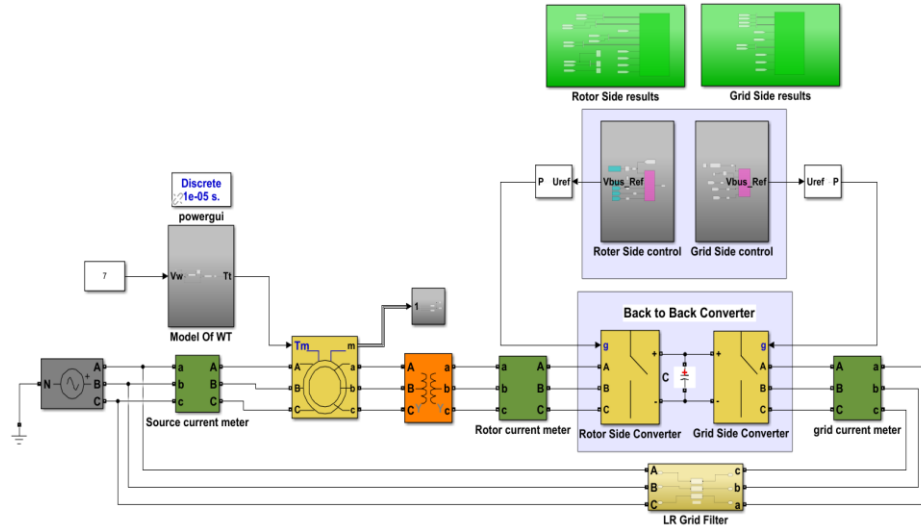 Rotor Side results
Grid Side results
Discrete
1e-05 s.
powergui
P Uref
Vbus_Ref
Vbus_Ref
Uref P
Roter Side control
Grid Side control
7
Vw Tt
Model Of WT
1
Back to Back Converter
Tm m
g
g
N
A a A A a A a A + + A a
B b B B b B b B C B b
C c C C c C c C - - C c
Source current meter
Rotor current meter
Rotor Side Converter
Grid Side Converter
grid current meter
A c
B b
C a
LR Grid Filter